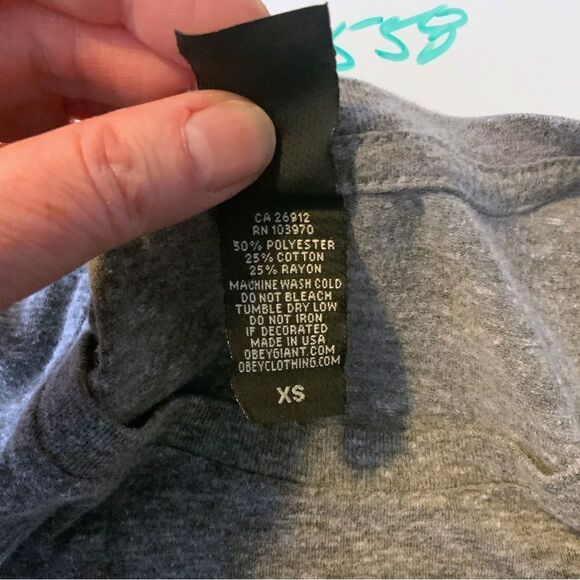 558
CA 26912
RN 103970
50% POLYESTER
25% COTTON
25% RAYON
MACHINE WASH COLD
DO NOT BLEACH
TUMBLE DRY LOW
DO NOT IRON
IF DECORATED
MADE IN USA
OBEYGIANT.COM
OBEYCLOTHING.COM
XS